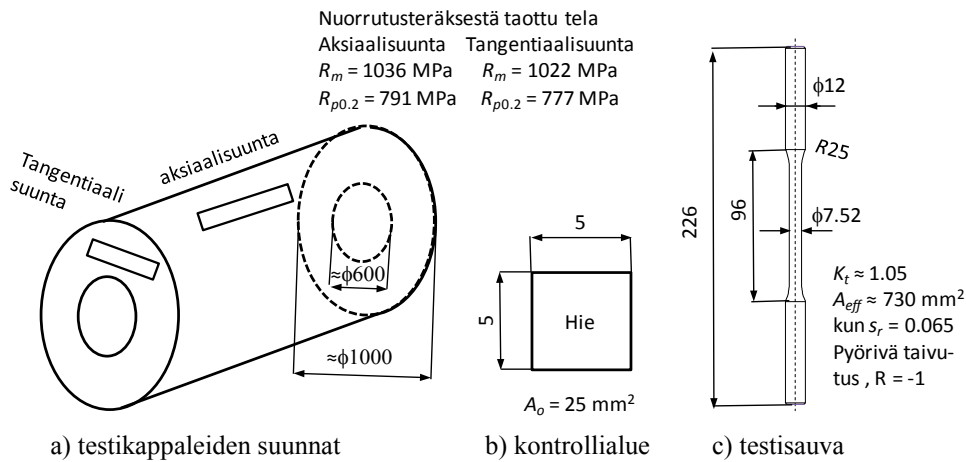 Nuorrutusteräksestä taottu tela
Aksiaalisuunta Tangentiaalisuunta
Rm = 1036 MPa Rm = 1022 MPa
Rp0.2 = 791 MPa Rp0.2 = 777 MPa
Tangentiaali
suunta
aksiaalisuunta
≈ϕ600
≈ϕ1000
5
5
Hie
Ao = 25 mm²
ϕ12
R25
226
96
ϕ7.52
Kt ≈ 1.05
Aeff ≈ 730 mm²
kun sr = 0.065
Pyörivä taivu-
tus , R = -1
a) testikappaleiden suunnat b) kontrollialue c) testisauva